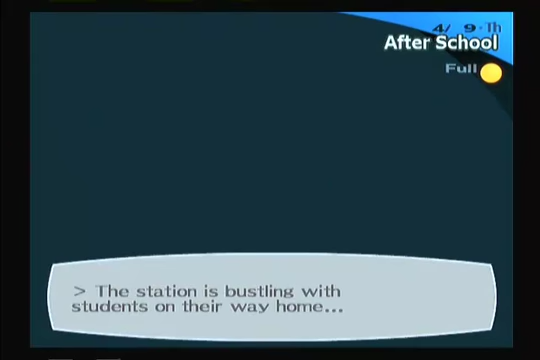 4/ 9·Th
After School
Full
> The station is bustling with
students on their way home...